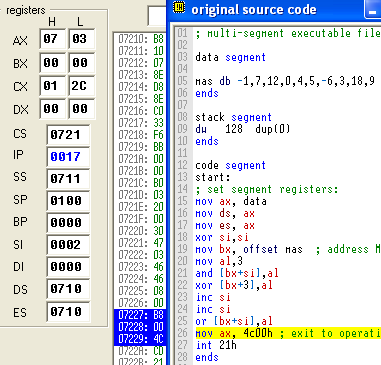 registers
H L
AX 07 03
BX 00 00
CX 01 2C
DX 00 00
CS 0721
IP 0017
SS 0711
SP 0100
BP 0000
SI 0002
DI 0000
DS 0710
ES 0710
07210: B8
07211: 10
07212: 07
07213: 8E
07214: D8
07215: 8E
07216: C0
07217: 33
07218: F6
07219: BB
0721A: 00
0721B: 00
0721C: B0
0721D: 03
0721E: 20
0721F: 00
07220: 30
07221: 47
07222: 03
07223: 46
07224: 46
07225: 08
07226: 00
07227: B8
07228: 00
07229: 4C
0722A: CD
0722B: 21
original source code
01 ; multi-segment executable file
02
03 data segment
04
05 mas db -1,7,12,0,4,5,-6,3,18,9
06 ends
07
08 stack segment
09 dw 128 dup(0)
10 ends
11
12 code segment
13 start:
14 ; set segment registers:
15 mov ax, data
16 mov ds, ax
17 mov es, ax
18 xor si,si
19 mov bx, offset mas ; address M
20 mov al,3
21 and [bx+si],al
22 xor [bx+3],al
23 inc si
24 inc si
25 or [bx+si],al
26 mov ax, 4c00h ; exit to operati
27 int 21h
28 ends